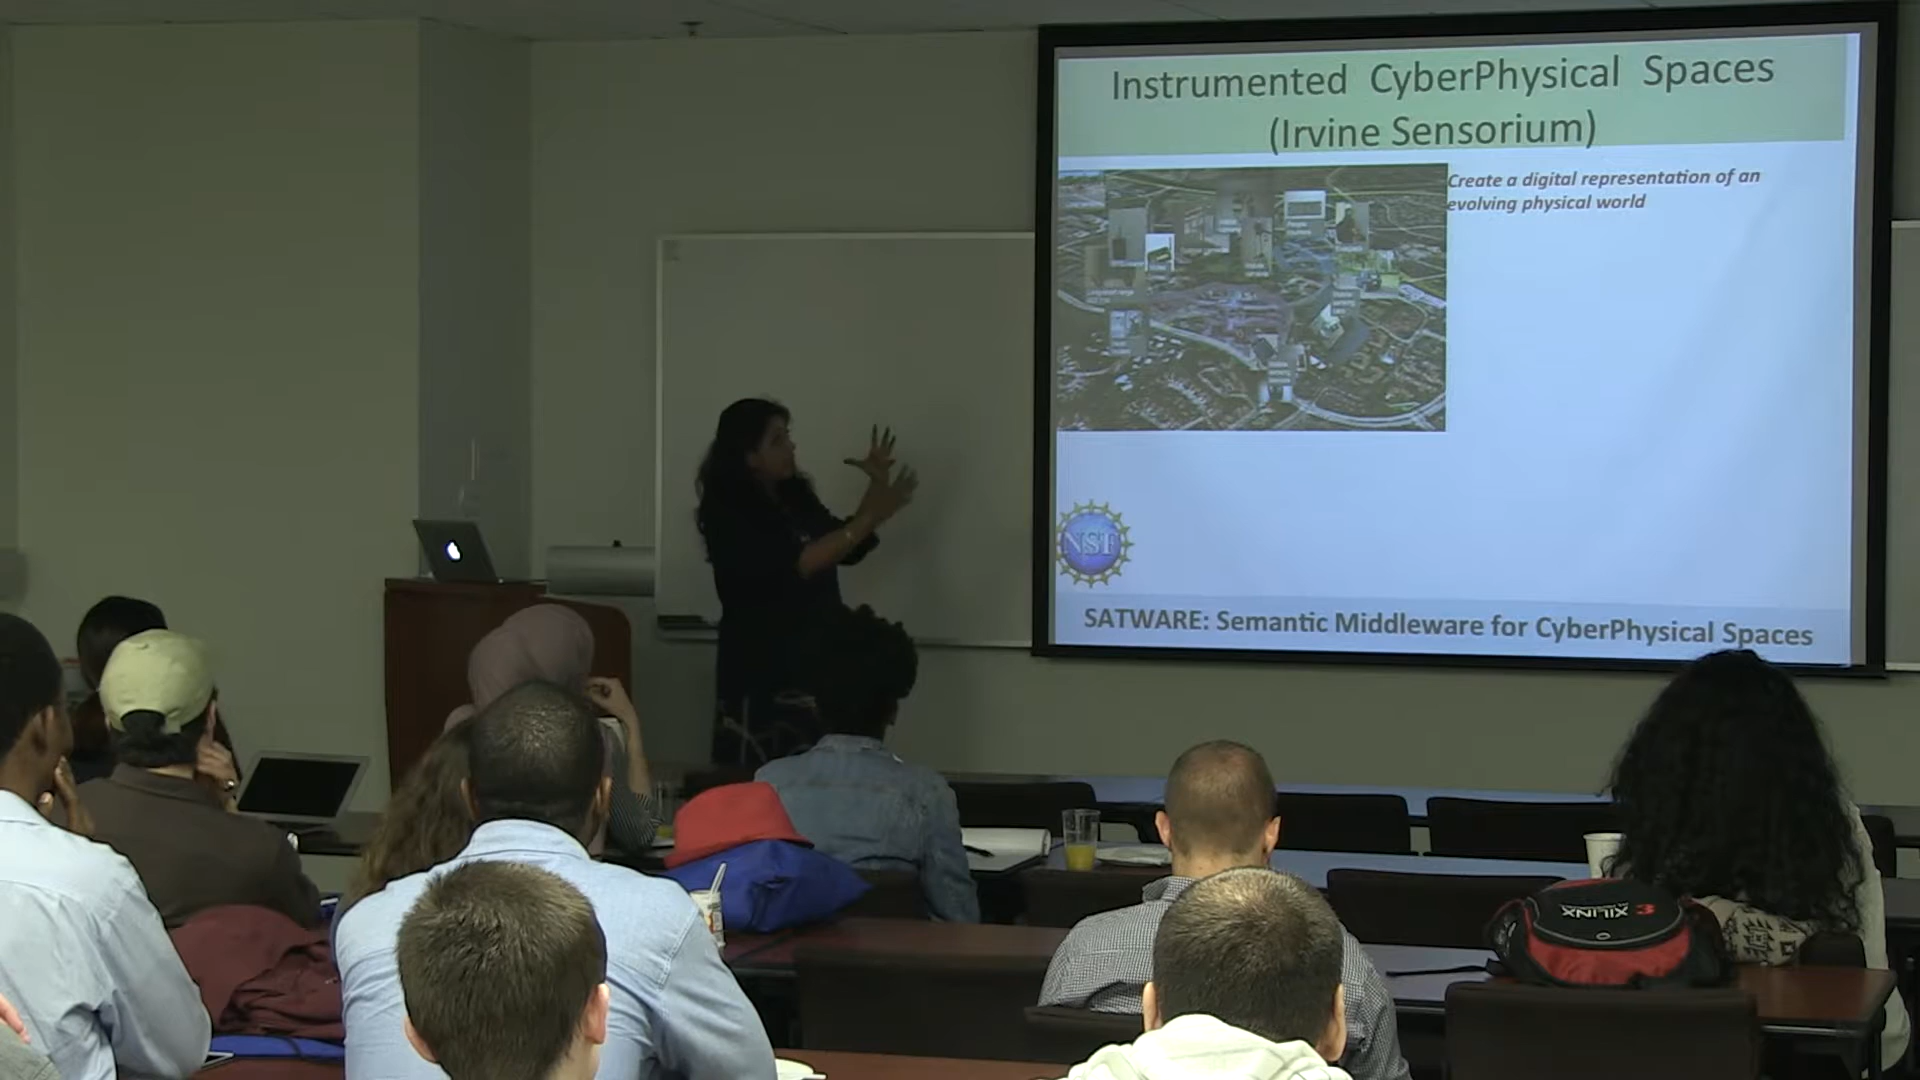 Instrumented CyberPhysical Spaces
(Irvine Sensorium)
Create a digital representation of an
evolving physical world
NSF
SATWARE: Semantic Middleware for CyberPhysical Spaces
XILINX